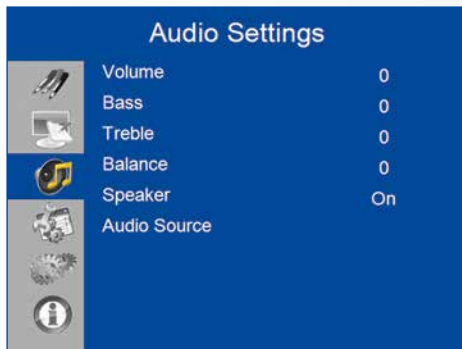 Audio Settings
Volume 0
Bass 0
Treble 0
Balance 0
Speaker On
Audio Source